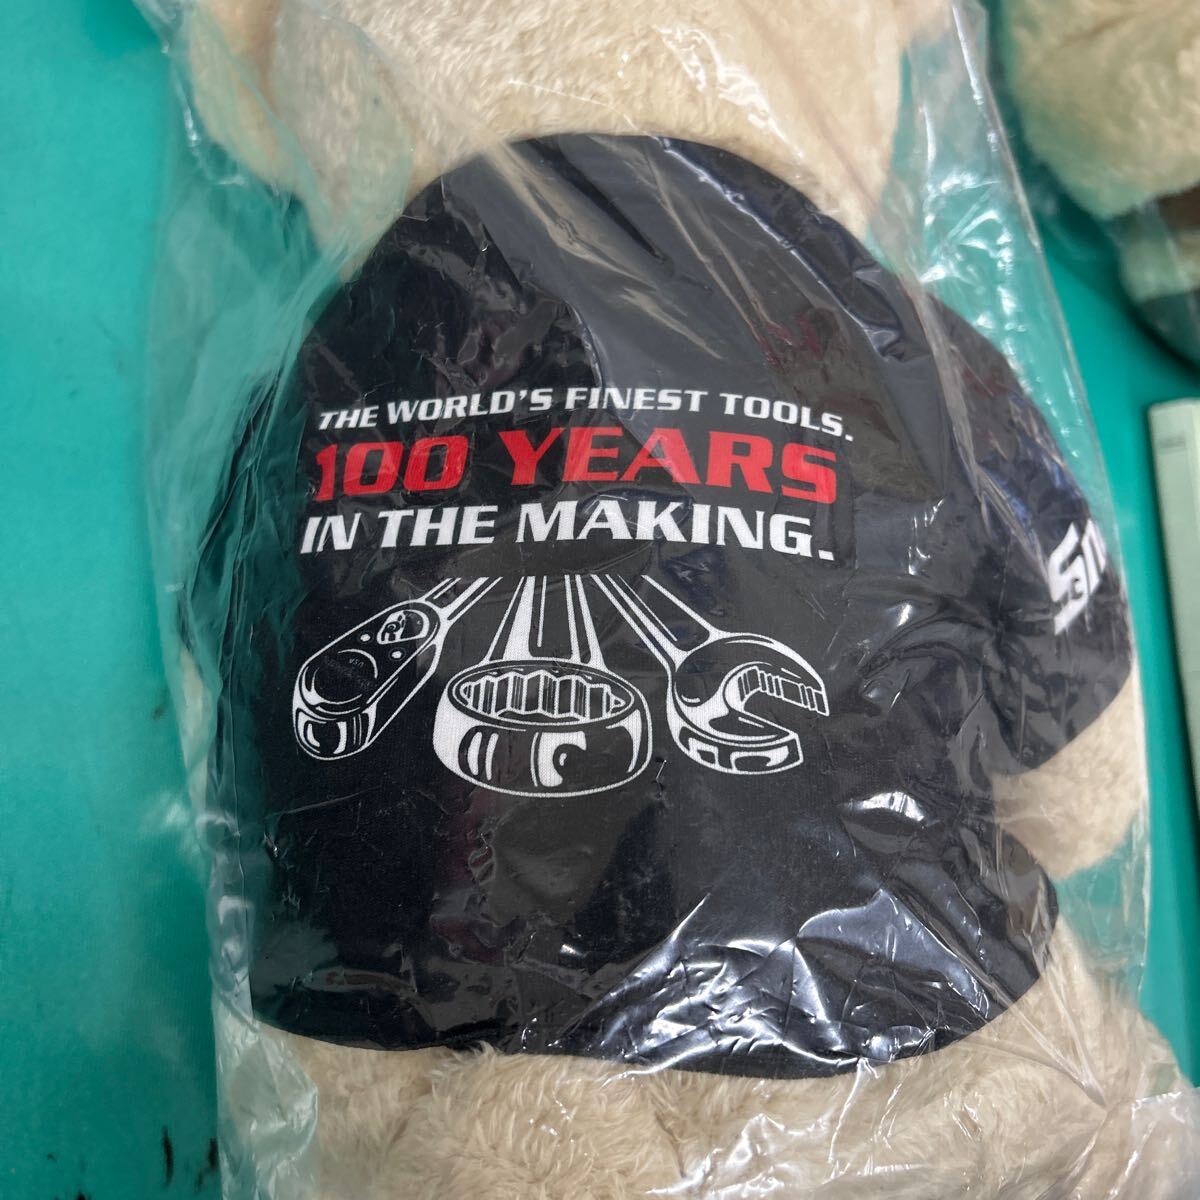 THE WORLD'S FINEST TOOLS.
100 YEARS
IN THE MAKING.